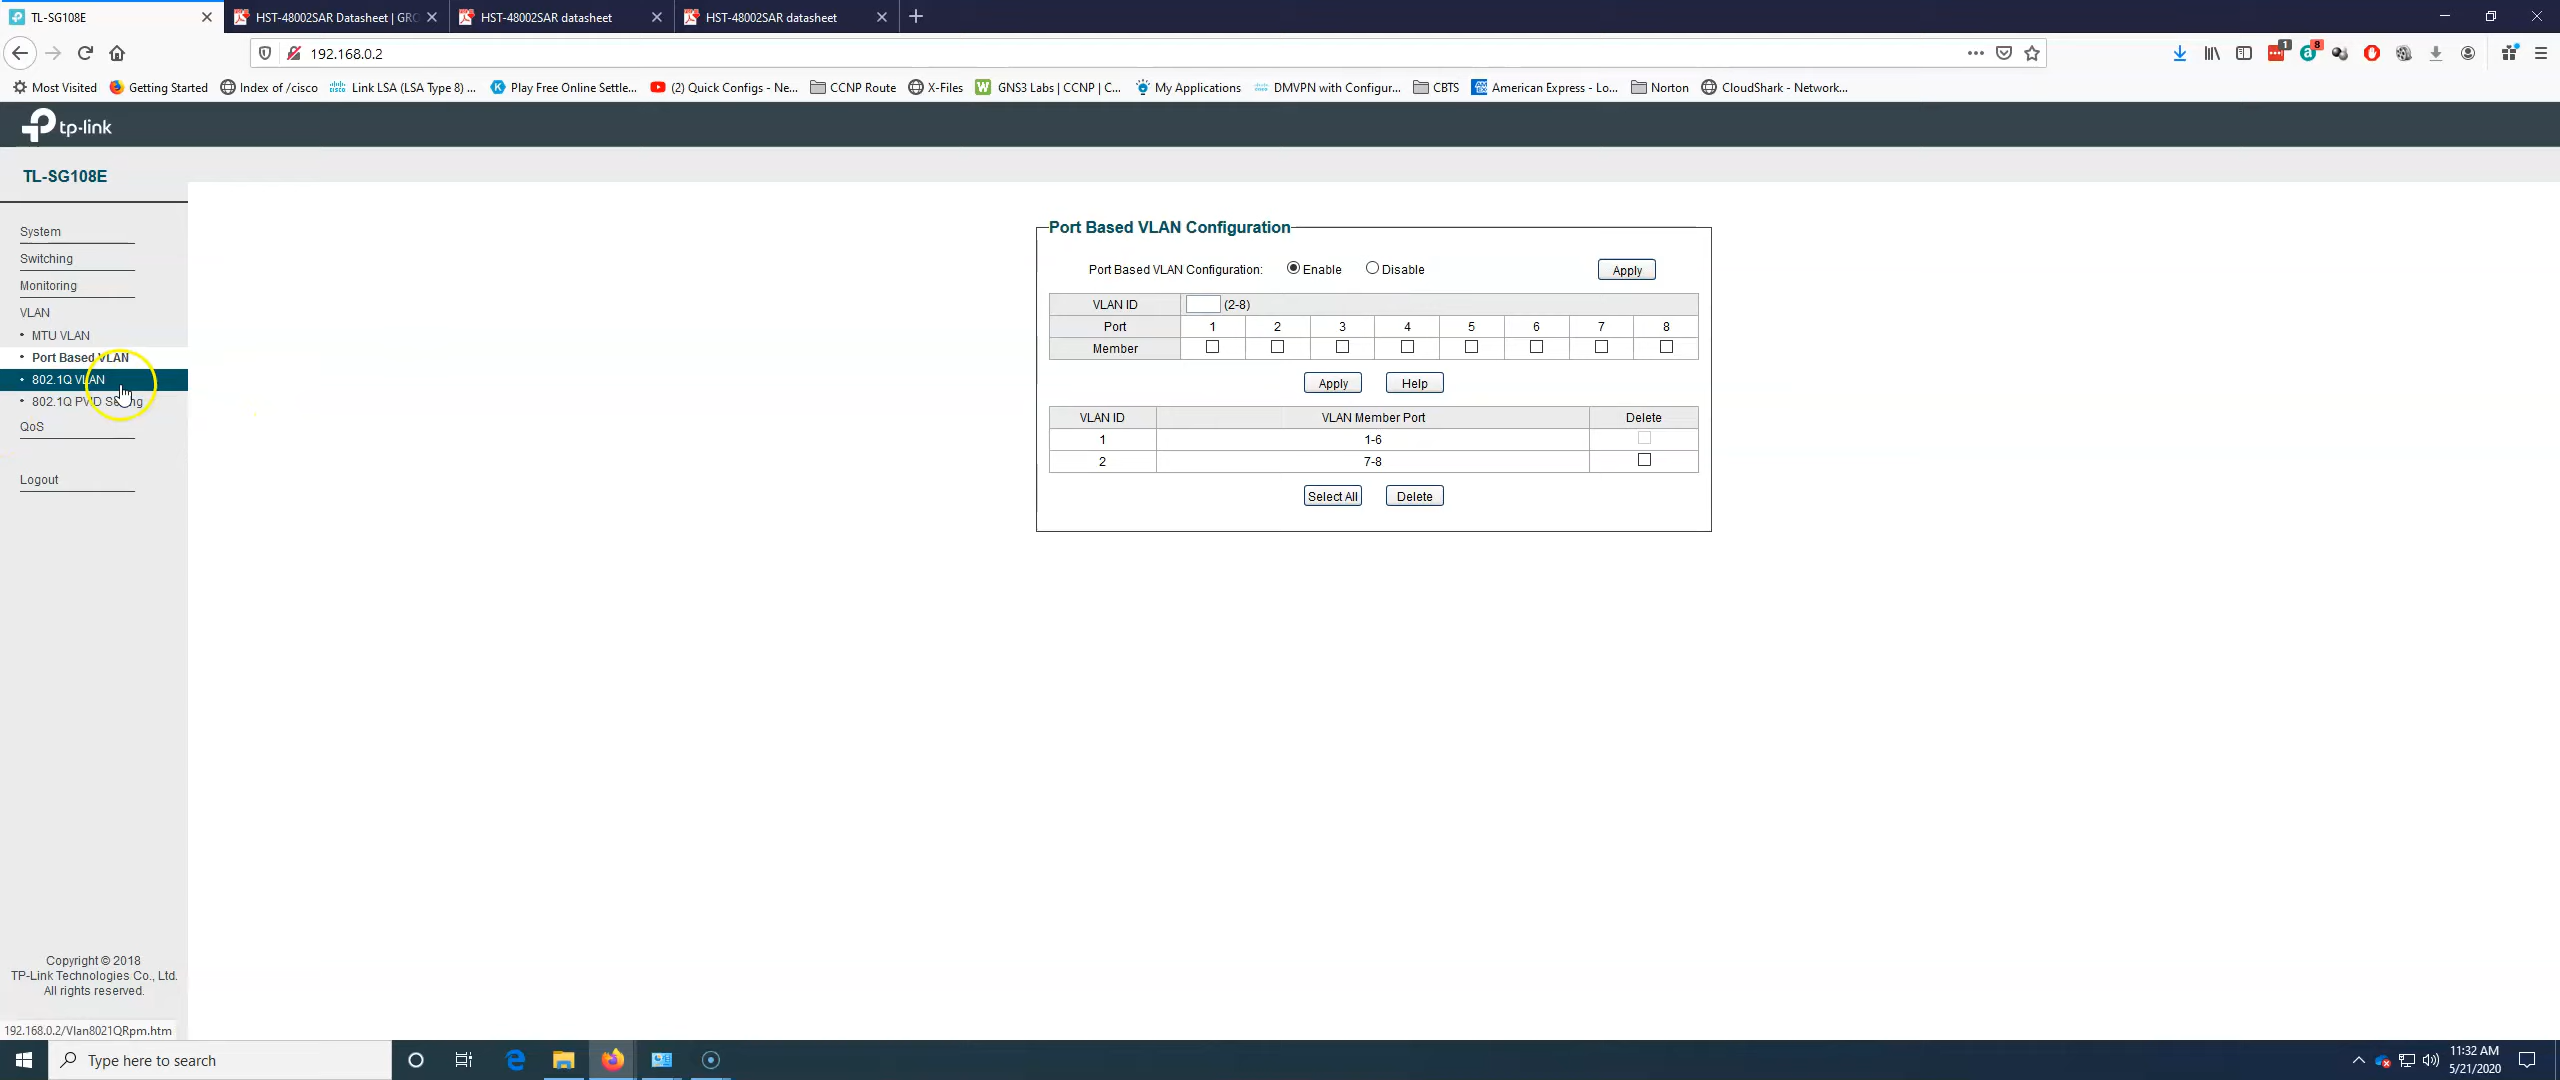 TL-SG108E
HST-48002SAR Datasheet | GRO
HST-48002SAR datasheet
HST-48002SAR datasheet
192.168.0.2
1
8
Most Visited
Getting Started
Index of /cisco
Link LSA (LSA Type 8) ...
Play Free Online Settle...
(2) Quick Configs - Ne...
CCNP Route
X-Files
GNS3 Labs | CCNP | C...
My Applications
DMVPN with Configur...
CBTS
American Express - Lo...
Norton
CloudShark - Network...
tp-link
TL-SG108E
System
Switching
Monitoring
VLAN
MTU VLAN
Port Based VLAN
802.1Q VLAN
802.1Q PVID Setting
QoS
Logout
Port Based VLAN Configuration
Port Based VLAN Configuration: Enable Disable Apply
VLAN ID (2-8)
Port 1 2 3 4 5 6 7 8
Member
Apply Help
VLAN ID VLAN Member Port Delete
1 1-6
2 7-8
Select All Delete
Copyright © 2018
TP-Link Technologies Co., Ltd.
All rights reserved.
192.168.0.2/Vlan8021QRpm.htm
Type here to search
11:32 AM
5/21/2020